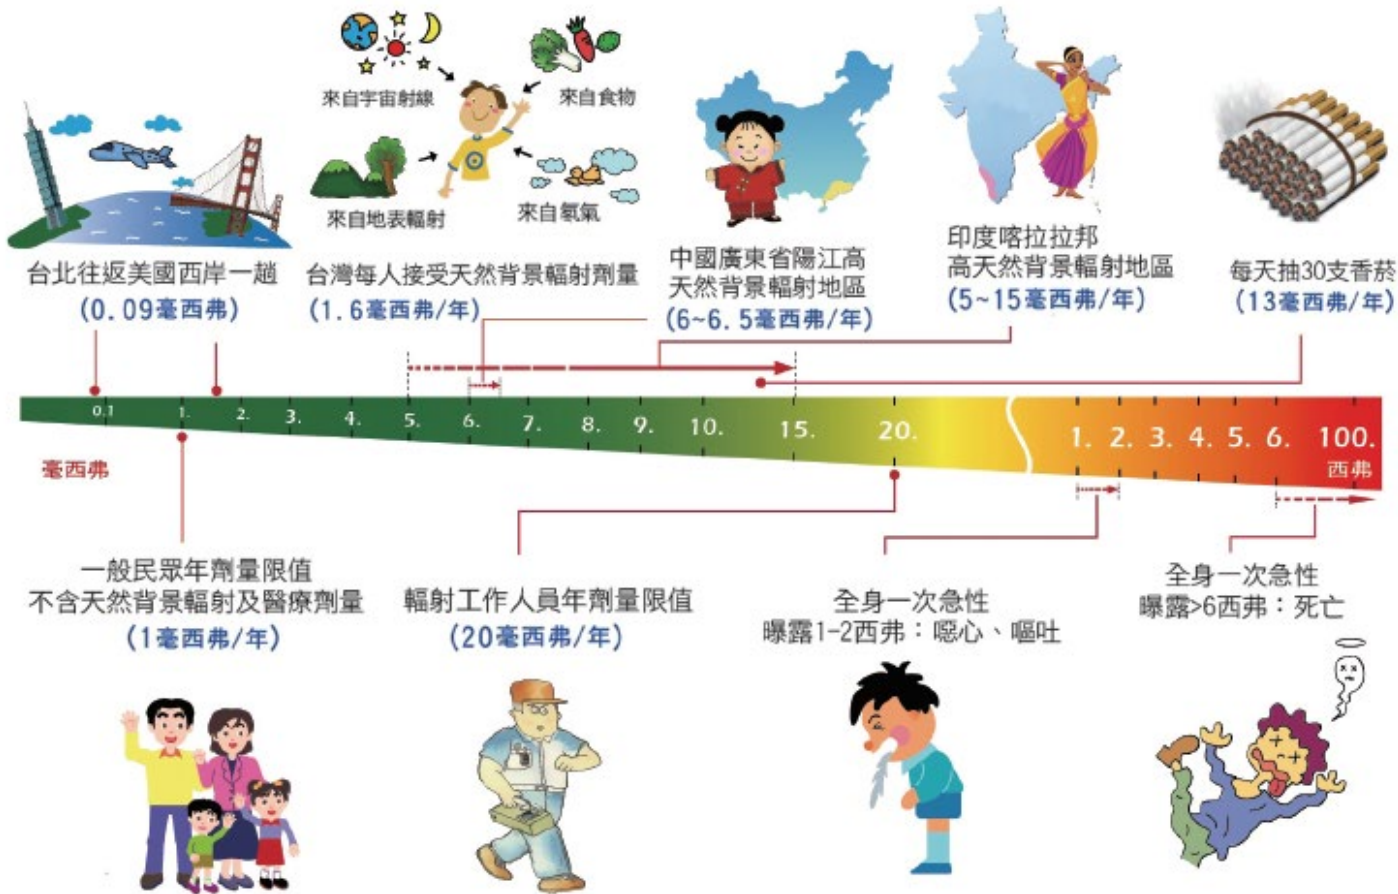 來自宇宙射線
來自食物
來自地表輻射
來自氡氣
台北往返美國西岸一趟
(0.09毫西弗)
台灣每人接受天然背景輻射劑量
(1.6毫西弗/年)
中國廣東省陽江高
天然背景輻射地區
(6~6.5毫西弗/年)
印度喀拉拉邦
高天然背景輻射地區
(5~15毫西弗/年)
每天抽30支香菸
(13毫西弗/年)
0.1 1. 2. 3. 4. 5. 6. 7. 8. 9. 10. 15. 20. 1. 2. 3. 4. 5. 6. 100.
毫西弗
西弗
一般民眾年劑量限值
不含天然背景輻射及醫療劑量
(1毫西弗/年)
輻射工作人員年劑量限值
(20毫西弗/年)
全身一次急性
曝露1-2西弗：噁心、嘔吐
全身一次急性
曝露>6西弗：死亡